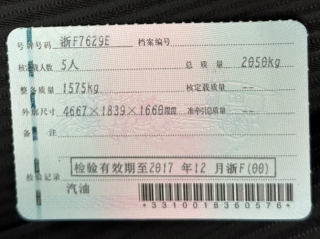 号牌号码 浙F7629E 档案编号
核定载人数 5人 总质量 2050kg
整备质量 1575kg 核定载质量 --
外廓尺寸 4667×1839×1660mm 准牵引总质量 --
备注
检验记录 检验有效期至2017 年12 月浙F(00)
汽油
*3310018360576*